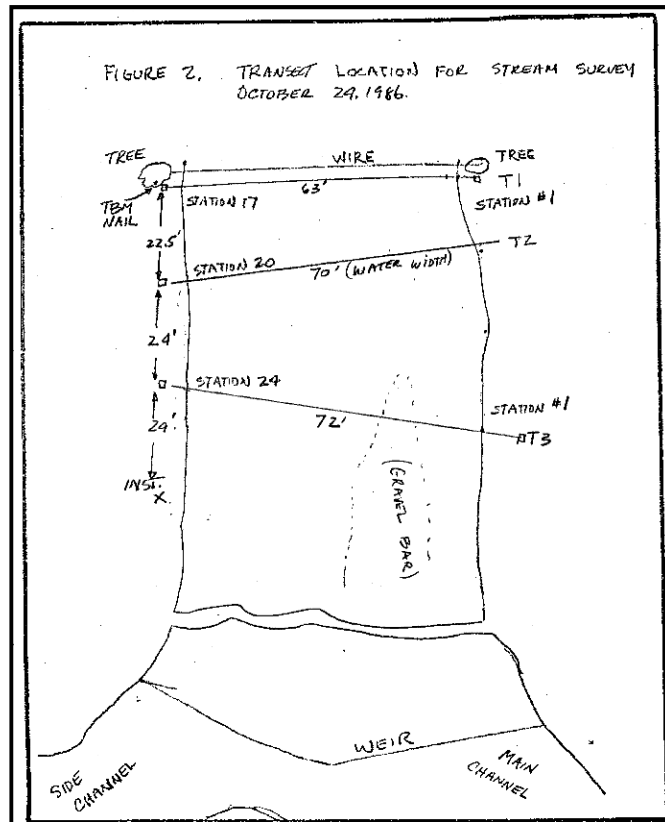 FIGURE 2. TRANSECT LOCATION FOR STREAM SURVEY
OCTOBER 29, 1986.
TREE
WIRE
TREE
TBM
NAIL
STATION 17
63'
T1
STATION #1
22.5'
STATION 20
70' (WATER WIDTH)
T2
24'
STATION 24
72'
STATION #1
T3
29'
INST.
X
(GRAVEL BAR)
WEIR
SIDE
CHANNEL
MAIN
CHANNEL